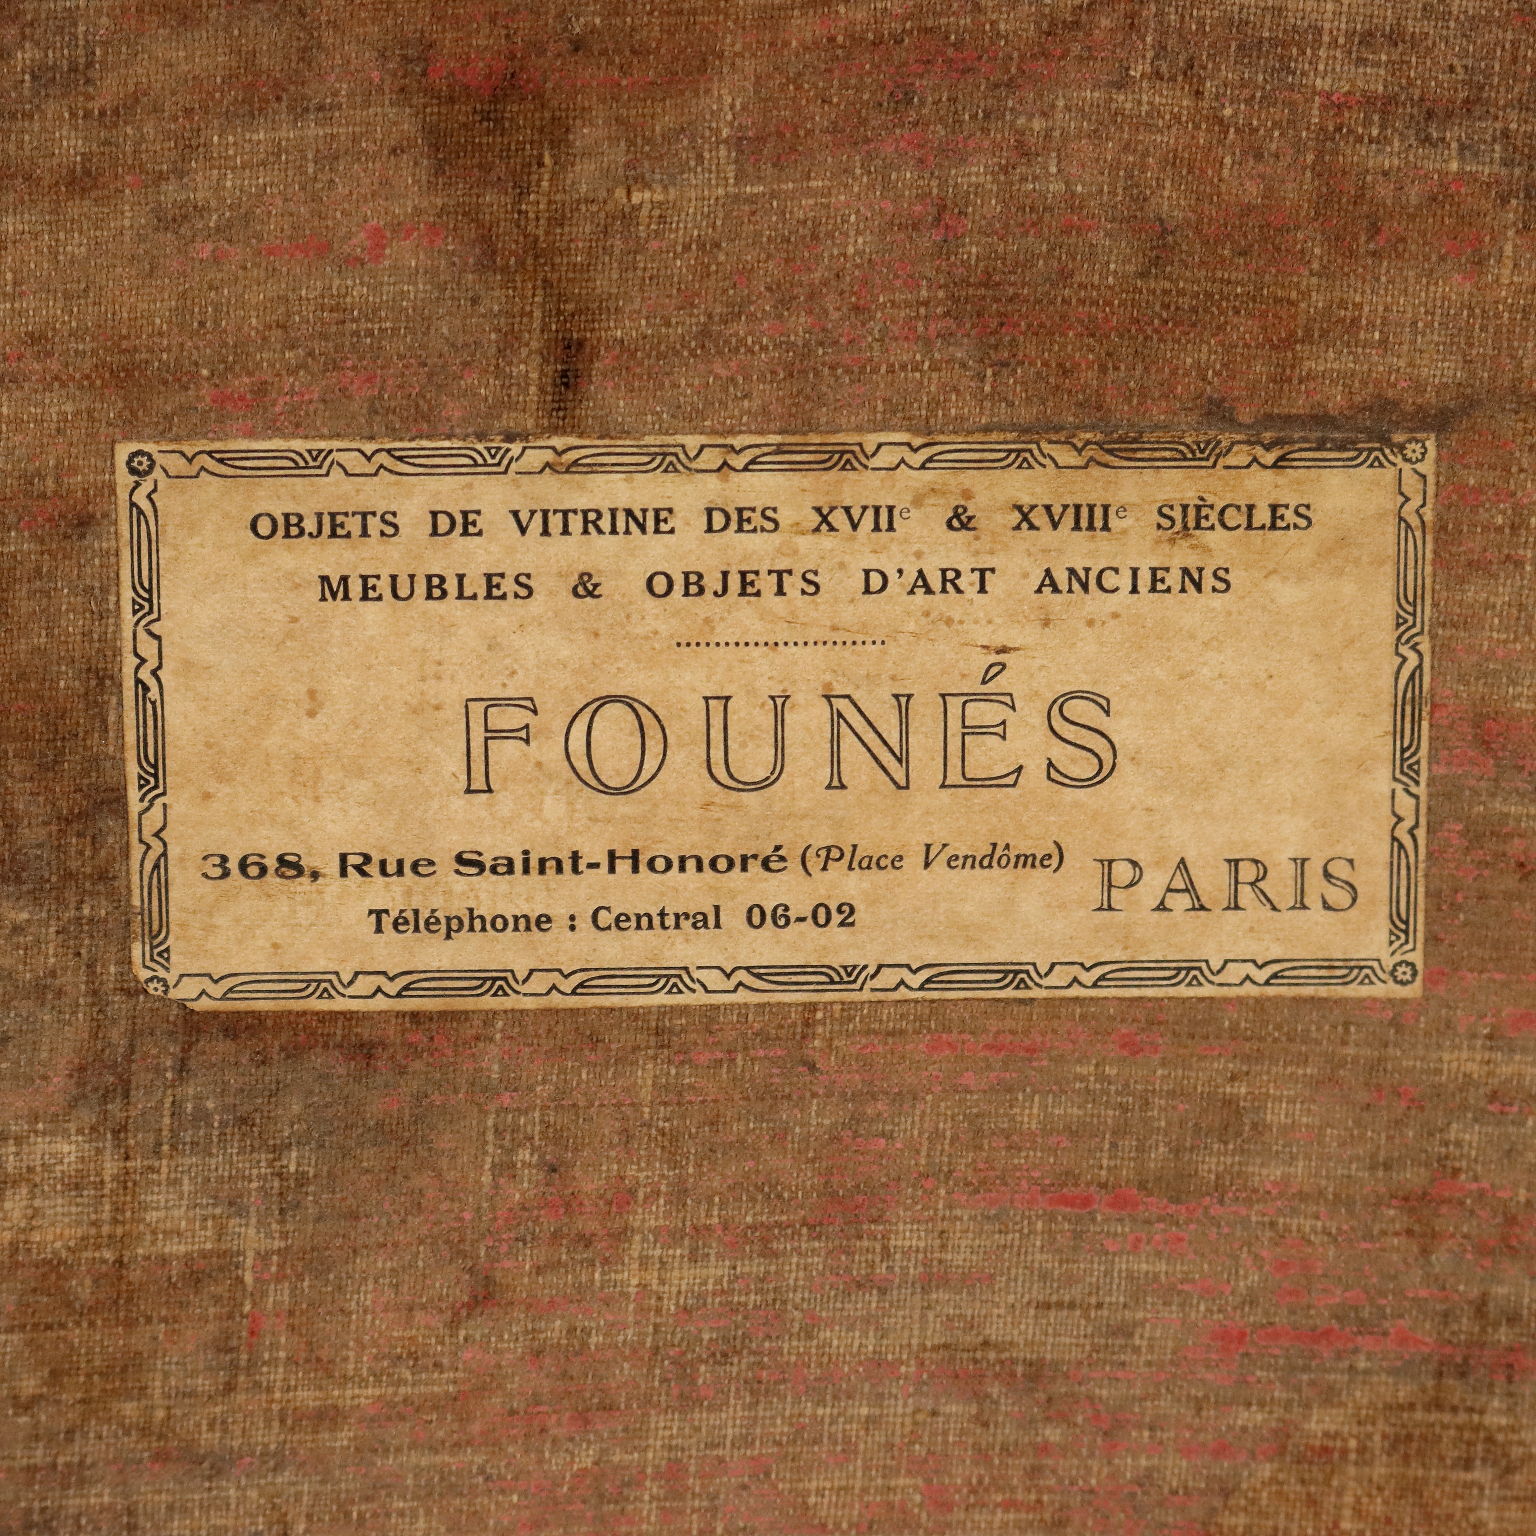 OBJETS DE VITRINE DES XVIIe & XVIIIe SIÈCLES
MEUBLES & OBJETS D'ART ANCIENS
FOUNÉS
368, Rue Saint-Honoré (Place Vendôme) PARIS
Téléphone : Central 06-02